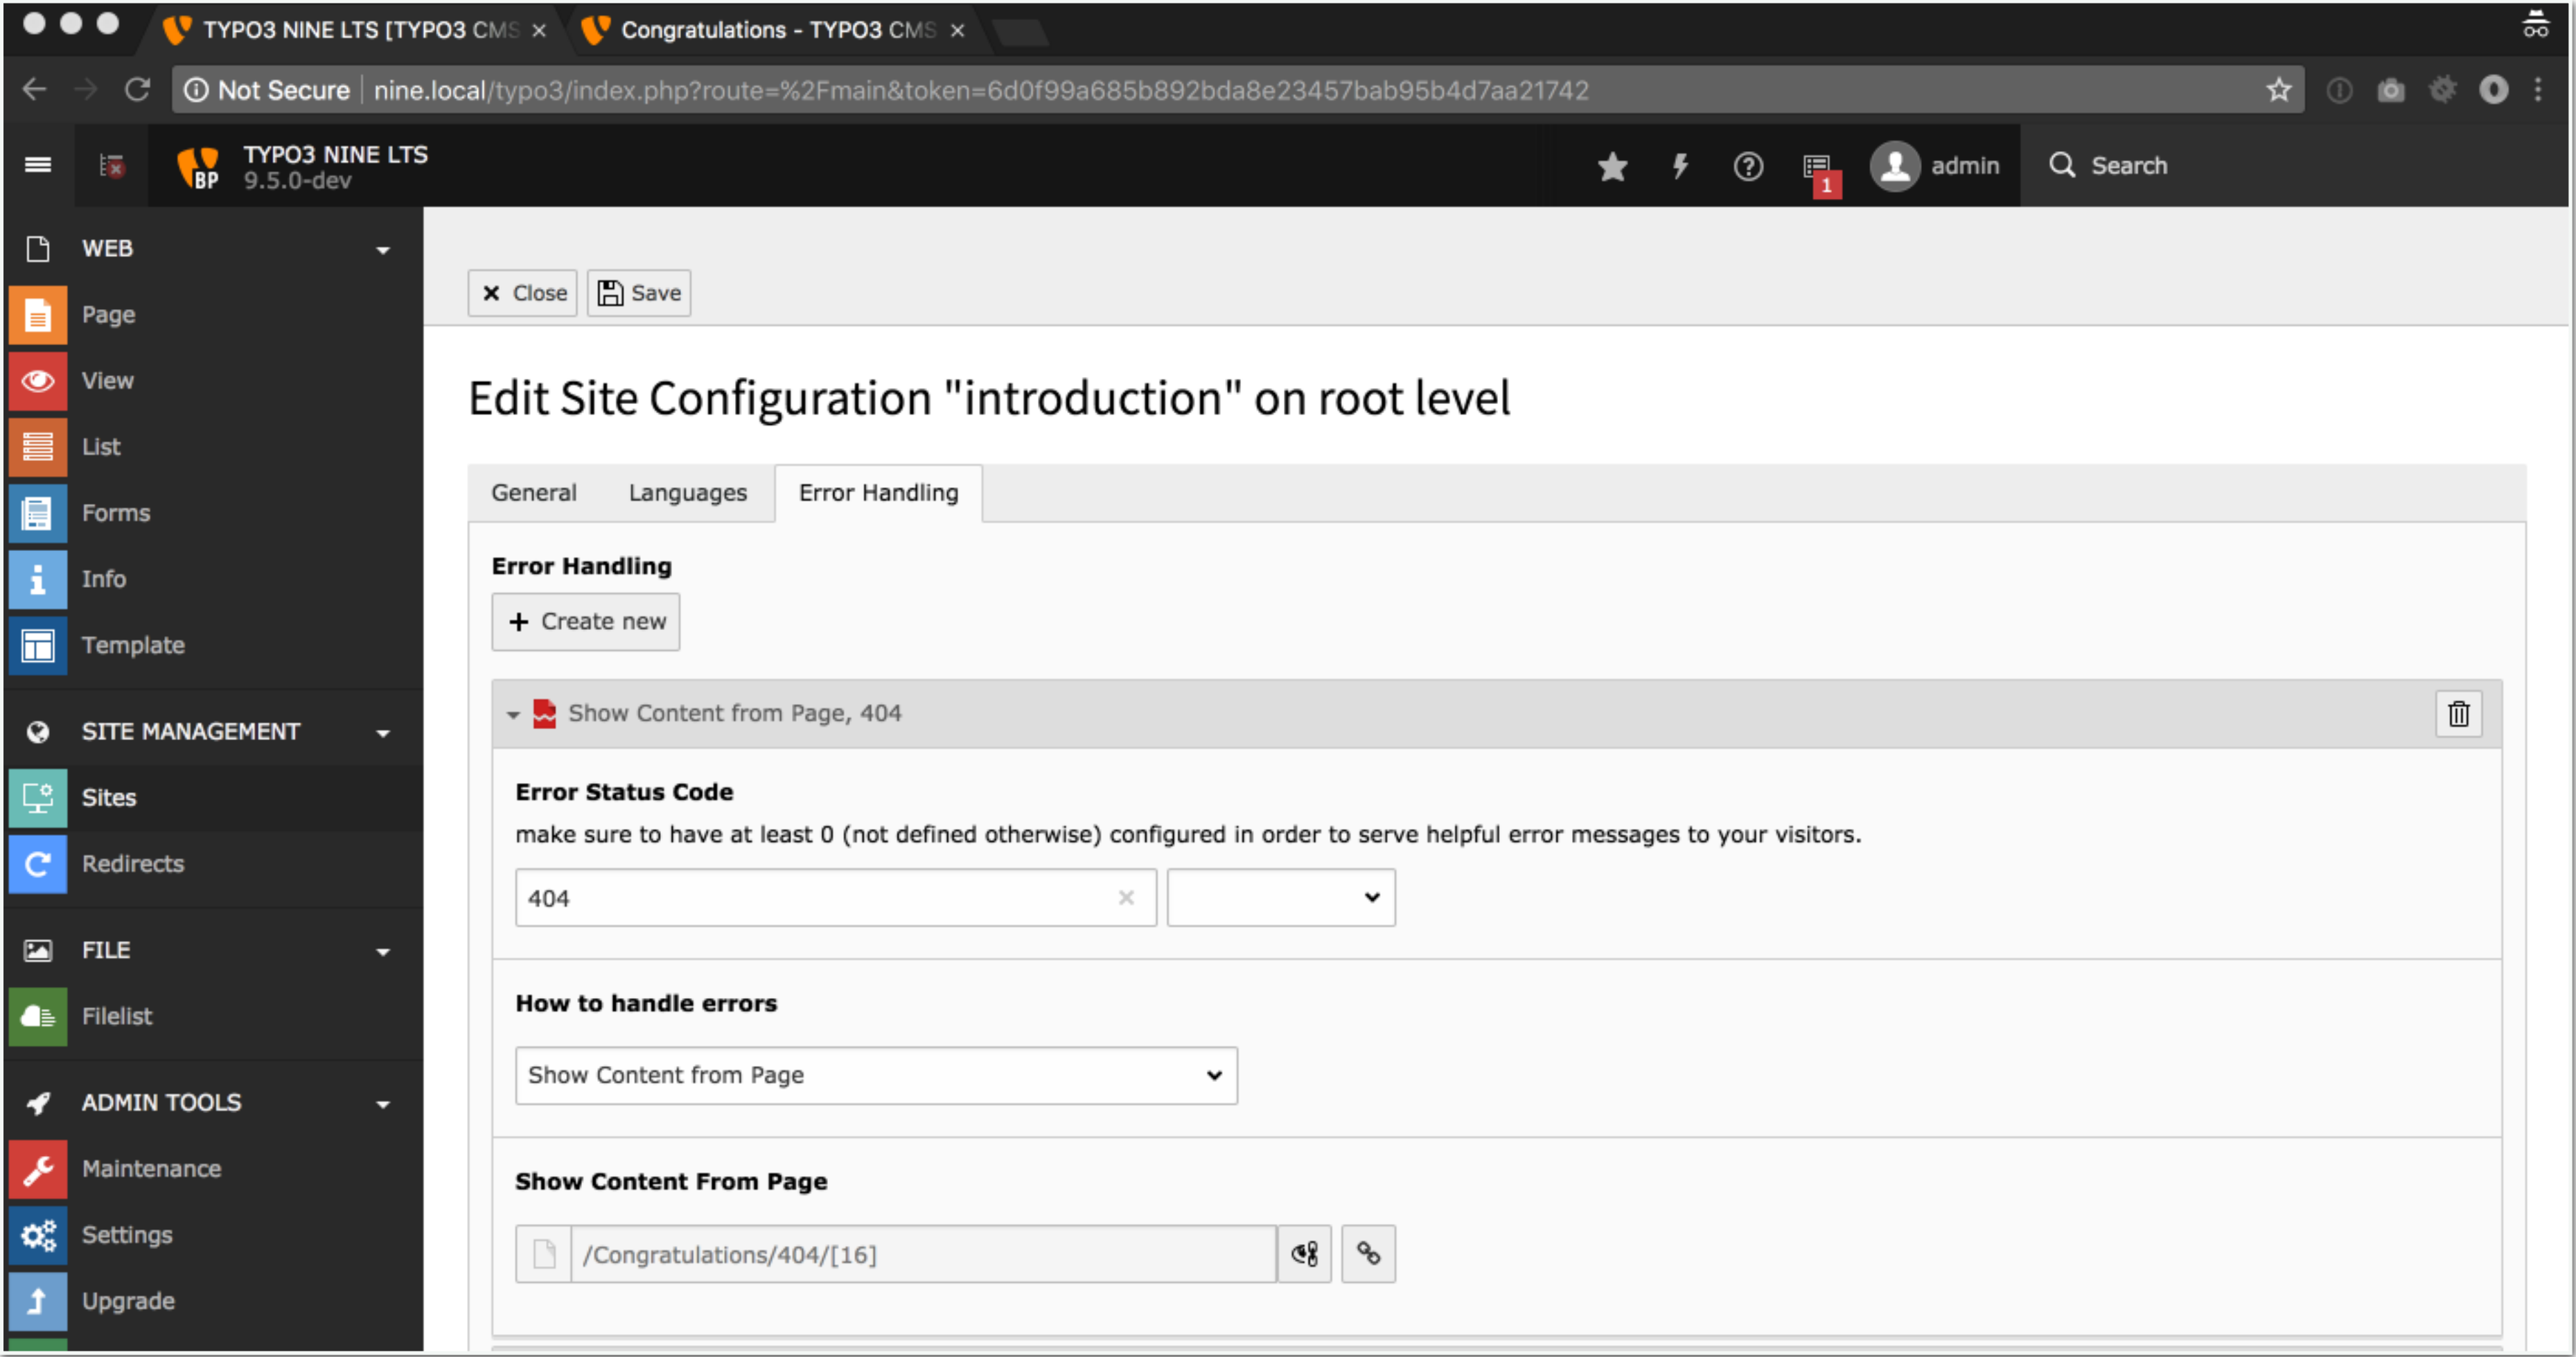 TYPO3 NINE LTS [TYPO3 CMS
Congratulations - TYPO3 CMS
Not Secure nine.local/typo3/index.php?route=%2Fmain&token=6d0f99a685b892bda8e23457bab95b4d7aa21742
BP
TYPO3 NINE LTS
9.5.0-dev
1
admin
Search
WEB
Page
View
List
Forms
Info
Template
SITE MANAGEMENT
Sites
Redirects
FILE
Filelist
ADMIN TOOLS
Maintenance
Settings
Upgrade
Close
Save
Edit Site Configuration "introduction" on root level
General
Languages
Error Handling
Error Handling
+ Create new
Show Content from Page, 404
Error Status Code
make sure to have at least 0 (not defined otherwise) configured in order to serve helpful error messages to your visitors.
404
How to handle errors
Show Content from Page
Show Content From Page
/Congratulations/404/[16]